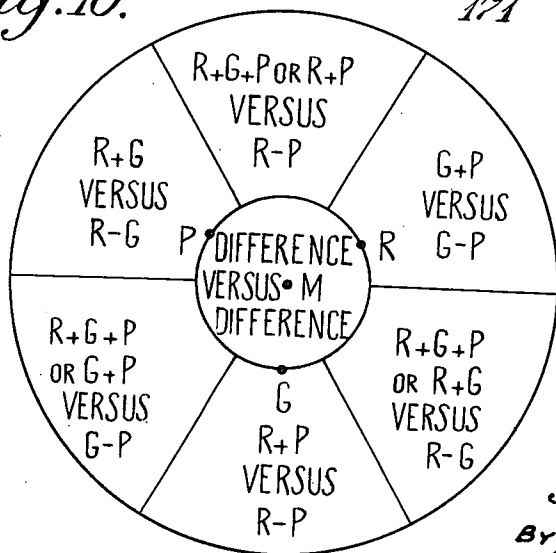 Fig. 10.
171
R+G+P OR R+P
VERSUS
R-P
R+G
VERSUS
R-G
G+P
VERSUS
G-P
P
R
DIFFERENCE
VERSUS M
DIFFERENCE
R+G+P
OR G+P
VERSUS
G-P
R+G+P
OR R+G
VERSUS
R-G
G
R+P
VERSUS
R-P
BY